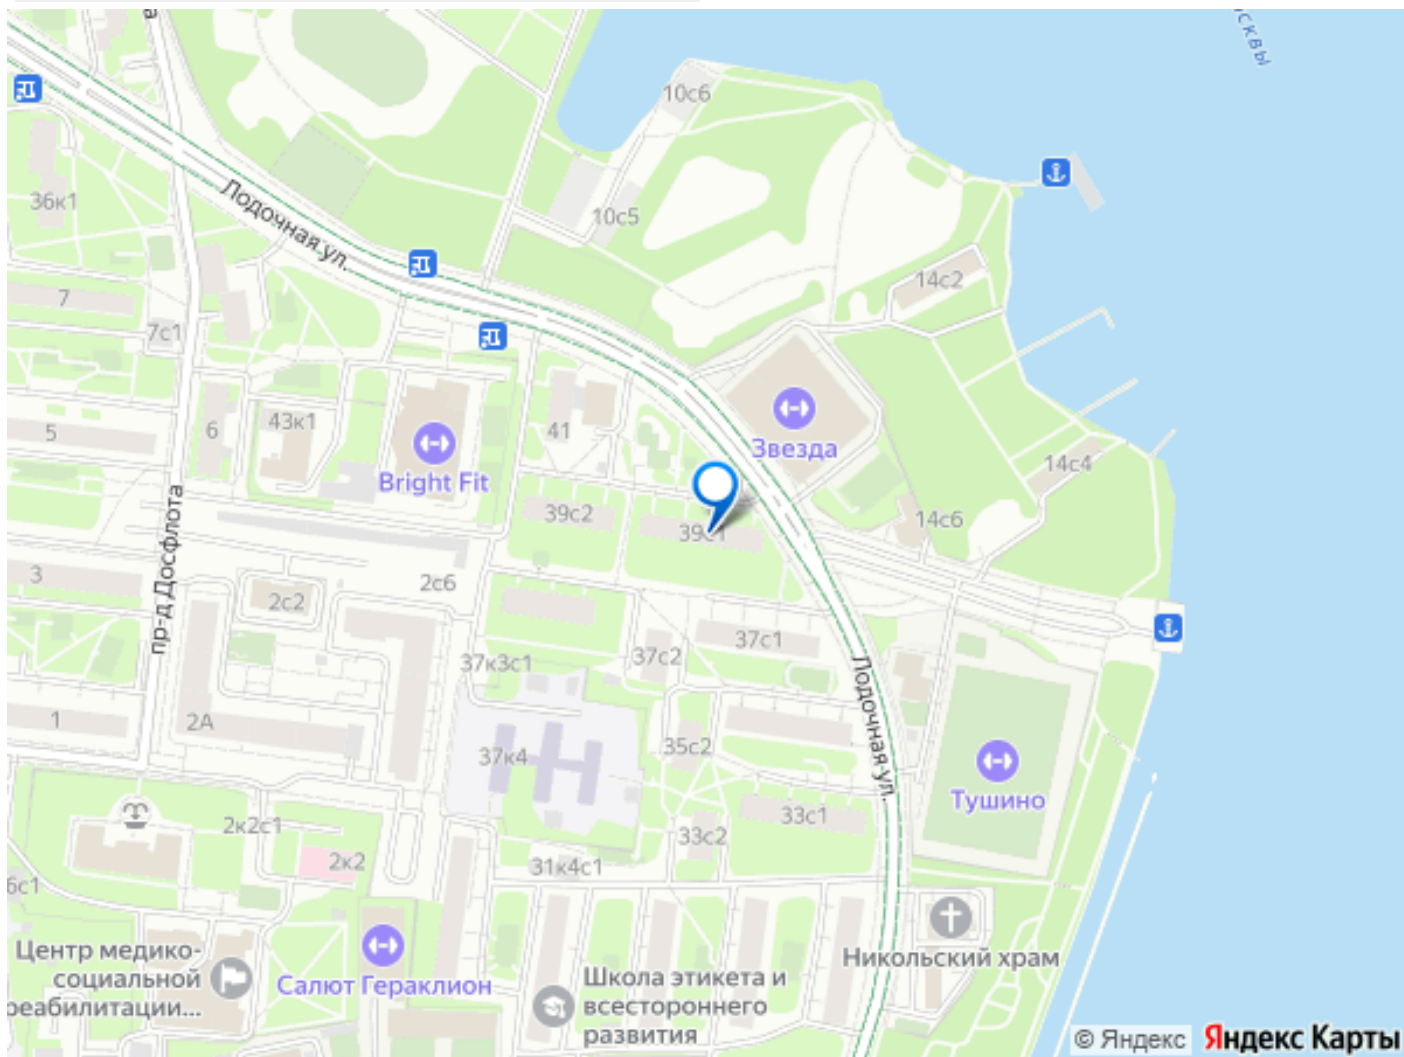 сквы
а
10с6
36к1
Лодочная ул.
10с5
14с2
7
7с1
43к1
6
5
41
Звезда
Bright Fit
14с4
39с2
39с1
14с6
пр-д Досфлота
3
2с6
2с2
37с1
37с2
37к3с1
Лодочная ул.
1
2А
35с2
37к4
Тушино
33с1
2к2с1
33с2
2к2
31к4с1
6с1
Центр медико-
социальной
реабилитации...
Салют Гераклион
Школа этикета и
всестороннего
развития
Никольский храм
© Яндекс Яндекс Карты